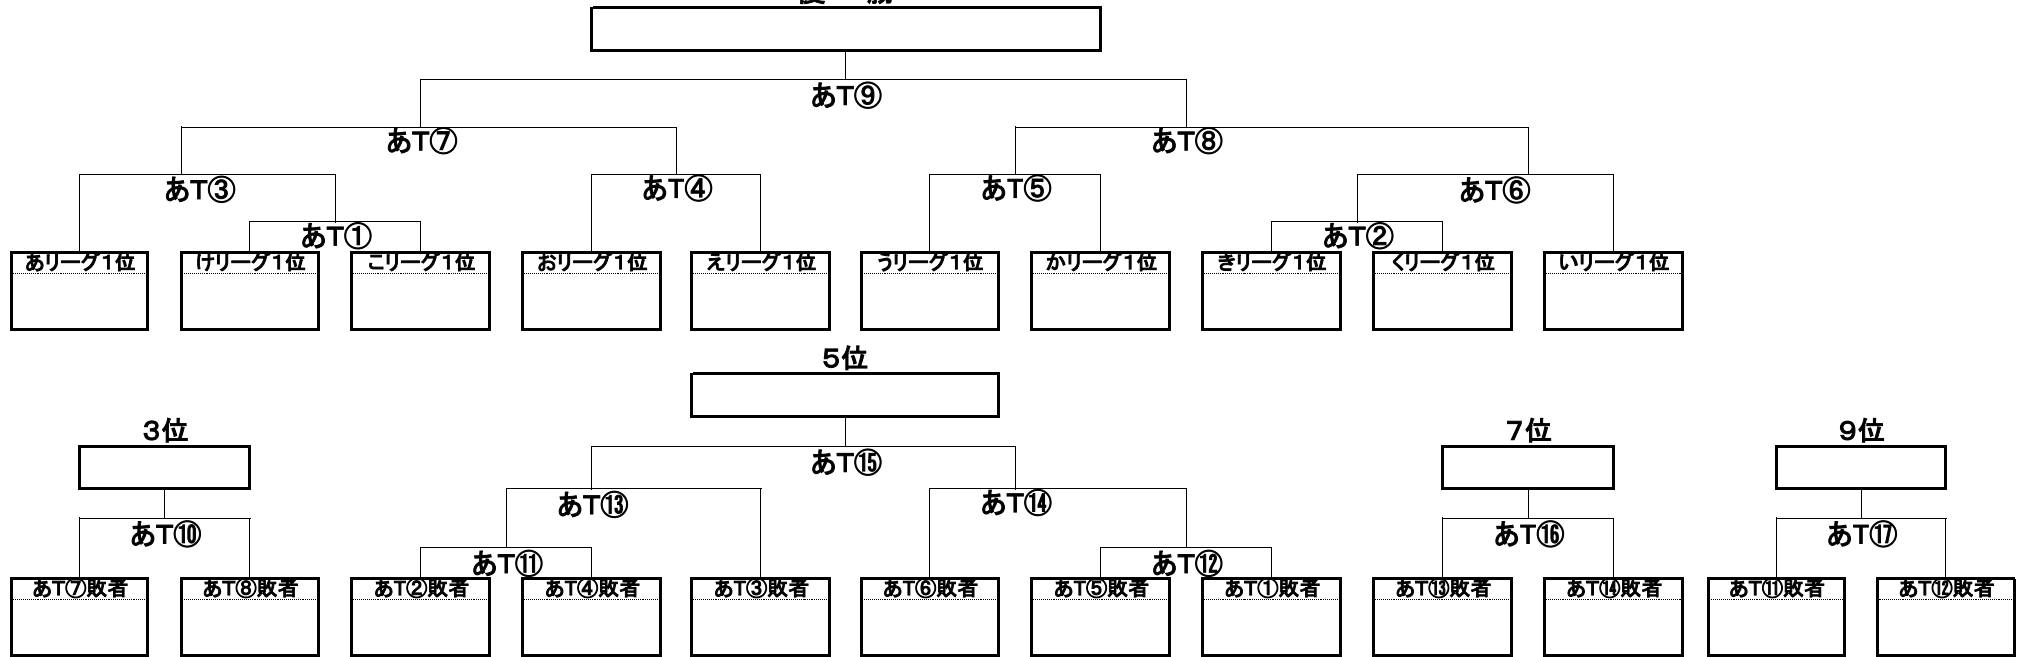 あT⑨
あT⑦ あT⑧
あT③ あT④ あT⑤ あT⑥
あT① あT②
あリーグ１位 けリーグ１位 こリーグ１位 おリーグ１位 えリーグ１位 うリーグ１位 かリーグ１位 きリーグ１位 くリーグ１位 いリーグ１位
５位
３位 ７位 ９位
あT⑮
あT⑬ あT⑭
あT⑩ あT⑯ あT⑰
あT⑪ あT⑫
あT⑦敗者 あT⑧敗者 あT②敗者 あT④敗者 あT③敗者 あT⑥敗者 あT⑤敗者 あT①敗者 あT⑬敗者 あT⑭敗者 あT⑪敗者 あT⑫敗者